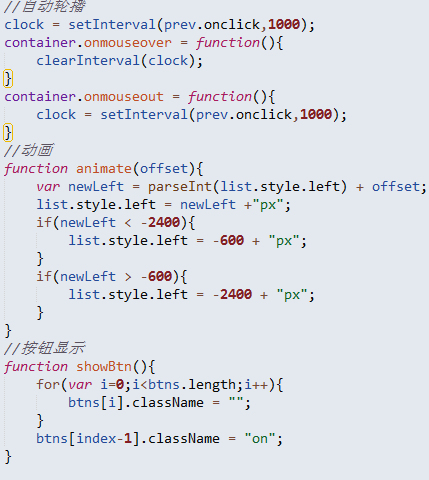 //自动轮播
clock = setInterval(prev.onclick,1000);
container.onmouseover = function(){
    clearInterval(clock);
}
container.onmouseout = function(){
    clock = setInterval(prev.onclick,1000);
}
//动画
function animate(offset){
    var newLeft = parseInt(list.style.left) + offset;
    list.style.left = newLeft +"px";
    if(newLeft < -2400){
        list.style.left = -600 + "px";
    }
    if(newLeft > -600){
        list.style.left = -2400 + "px";
    }
}
//按钮显示
function showBtn(){
    for(var i=0;i<btns.length;i++){
        btns[i].className = "";
    }
    btns[index-1].className = "on";
}